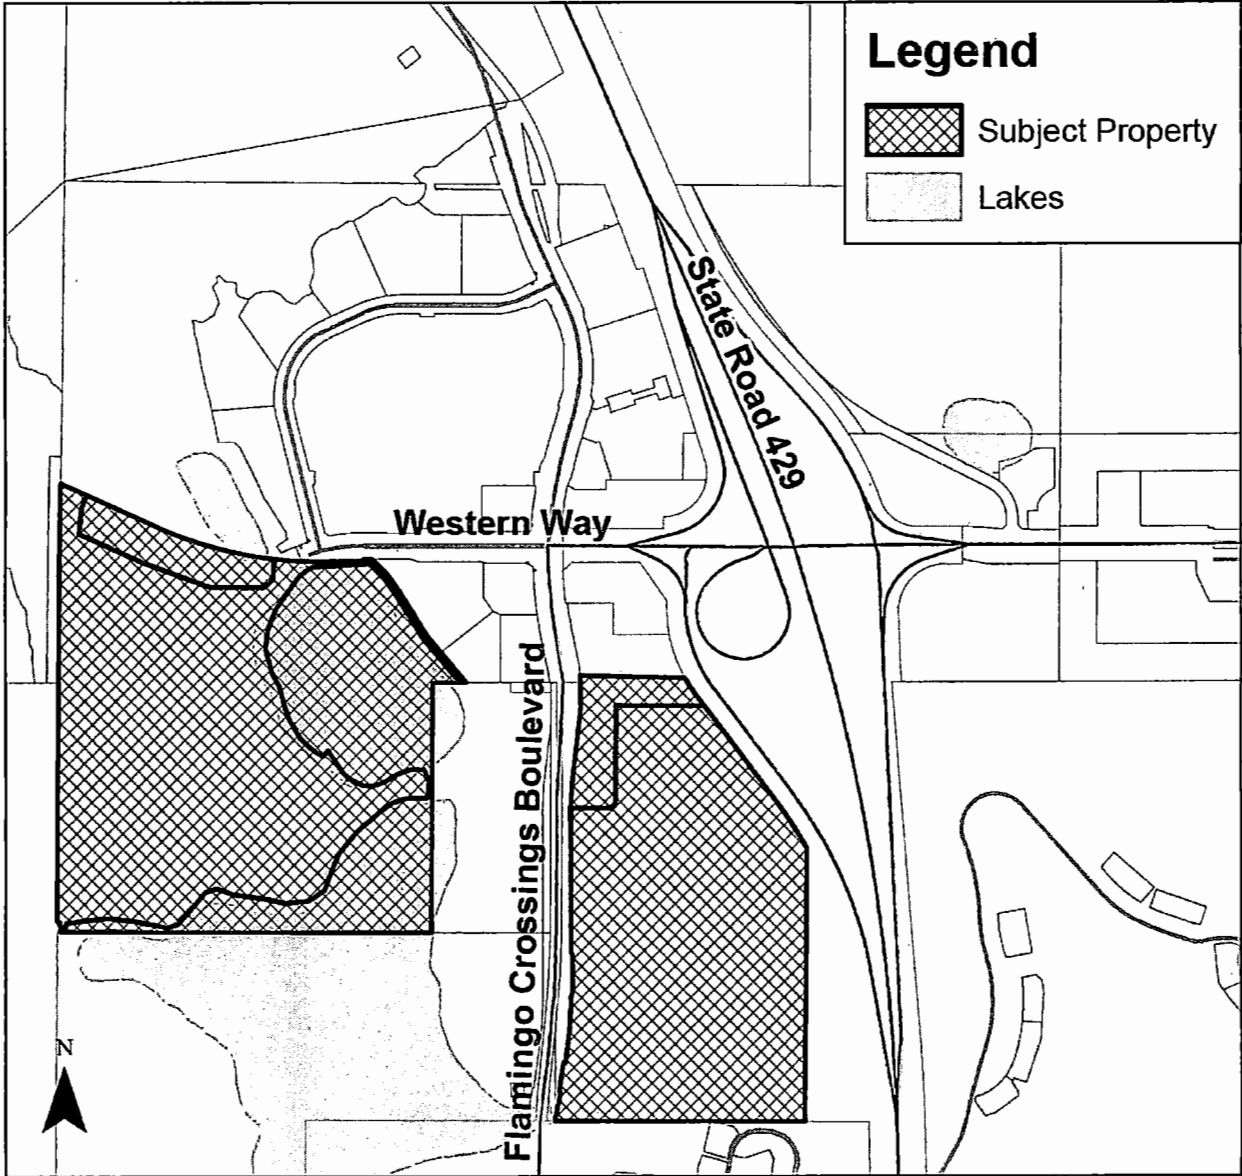 Legend
Subject Property
Lakes
State Road 429
Western Way
Flamingo Crossings Boulevard
N